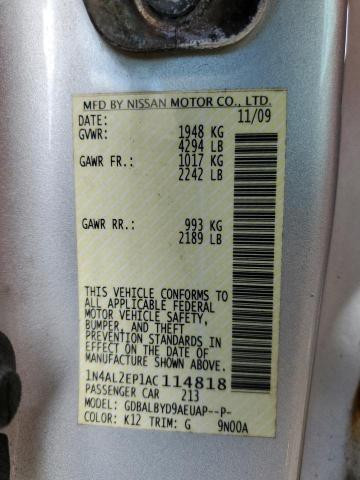 MFD BY NISSAN MOTOR CO., LTD.
DATE: 11/09
GVWR: 1948 KG
4294 LB
GAWR FR.: 1017 KG
2242 LB
GAWR RR.: 993 KG
2189 LB
THIS VEHICLE CONFORMS TO
ALL APPLICABLE FEDERAL
MOTOR VEHICLE SAFETY,
BUMPER, AND THEFT
PREVENTION STANDARDS IN
EFFECT ON THE DATE OF
MANUFACTURE SHOWN ABOVE.
1N4AL2EP1AC114818
PASSENGER CAR 213
MODEL: GDBALBYD9AEUAP--P-
COLOR: K12 TRIM: G 9N00A